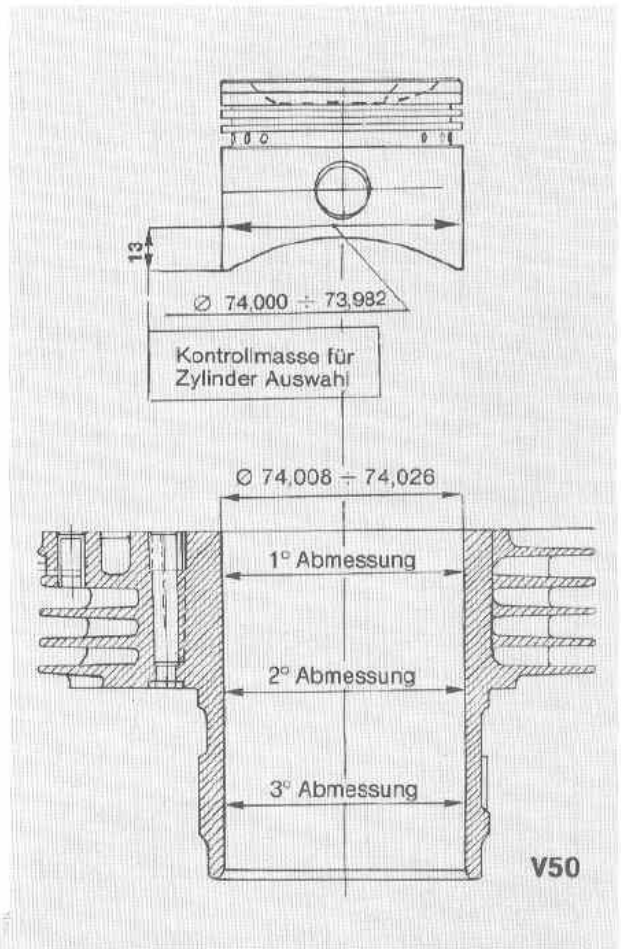 13
Ø 74,000 ÷ 73,982
Kontrollmasse für
Zylinder Auswahl
Ø 74,008 ÷ 74,026
1° Abmessung
2° Abmessung
3° Abmessung
V50